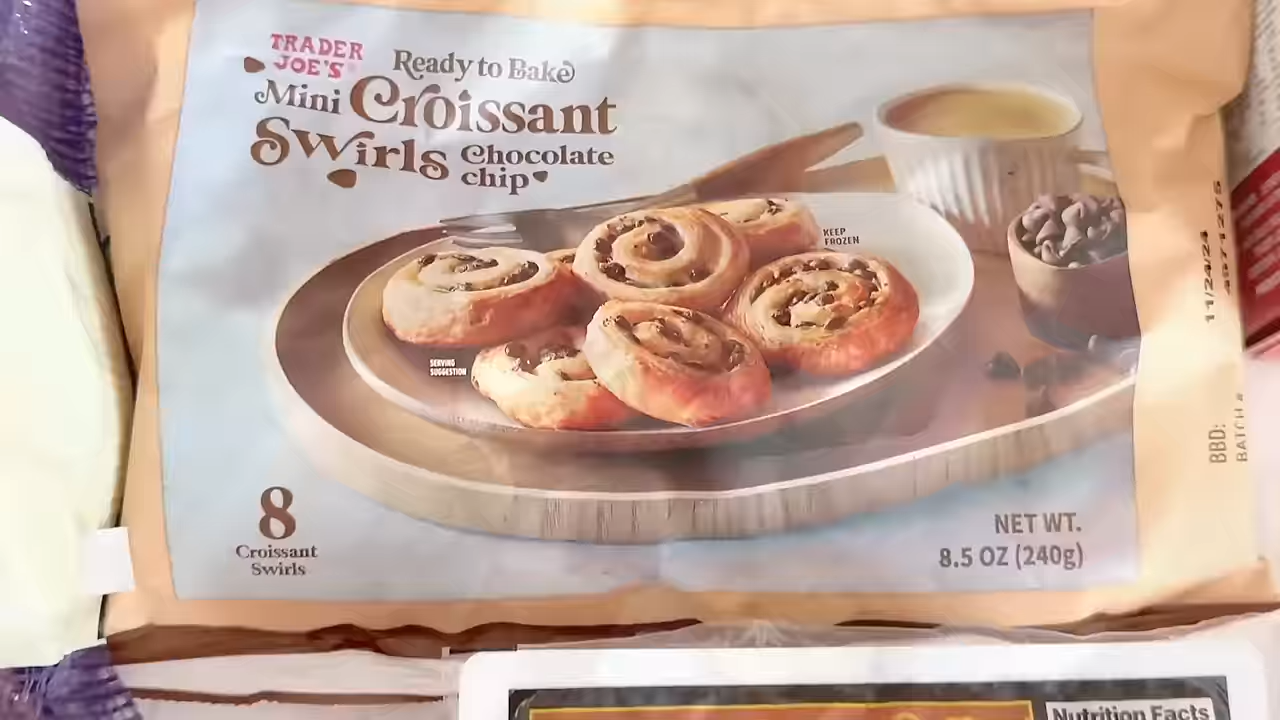 TRADER
JOE'S
Ready to Bake
Mini Croissant
Swirls Chocolate
chip
KEEP
FROZEN
SERVING
SUGGESTION
8
Croissant
Swirls
NET WT.
8.5 OZ (240g)
BBD: 11/24/24
BATCH#
Nutrition Facts